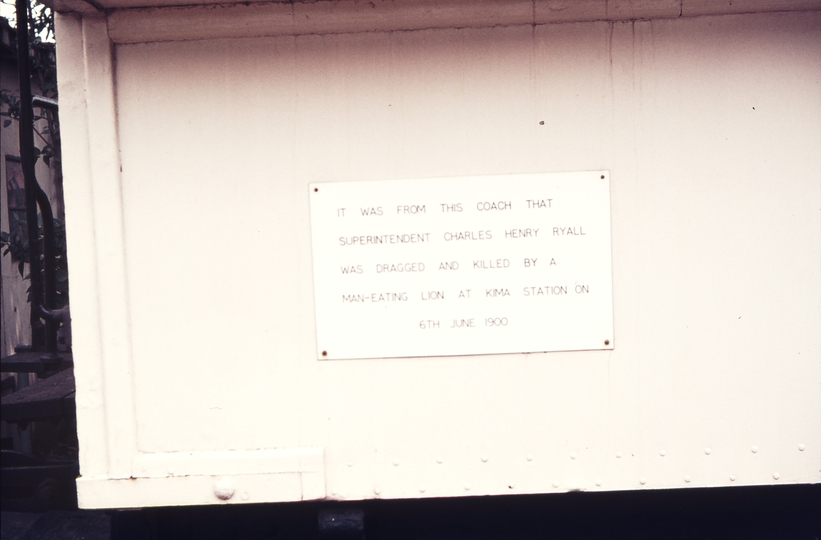 IT WAS FROM THIS COACH THAT
SUPERINTENDENT CHARLES HENRY RYALL
WAS DRAGGED AND KILLED BY A
MAN-EATING LION AT KIMA STATION ON
6TH JUNE 1900